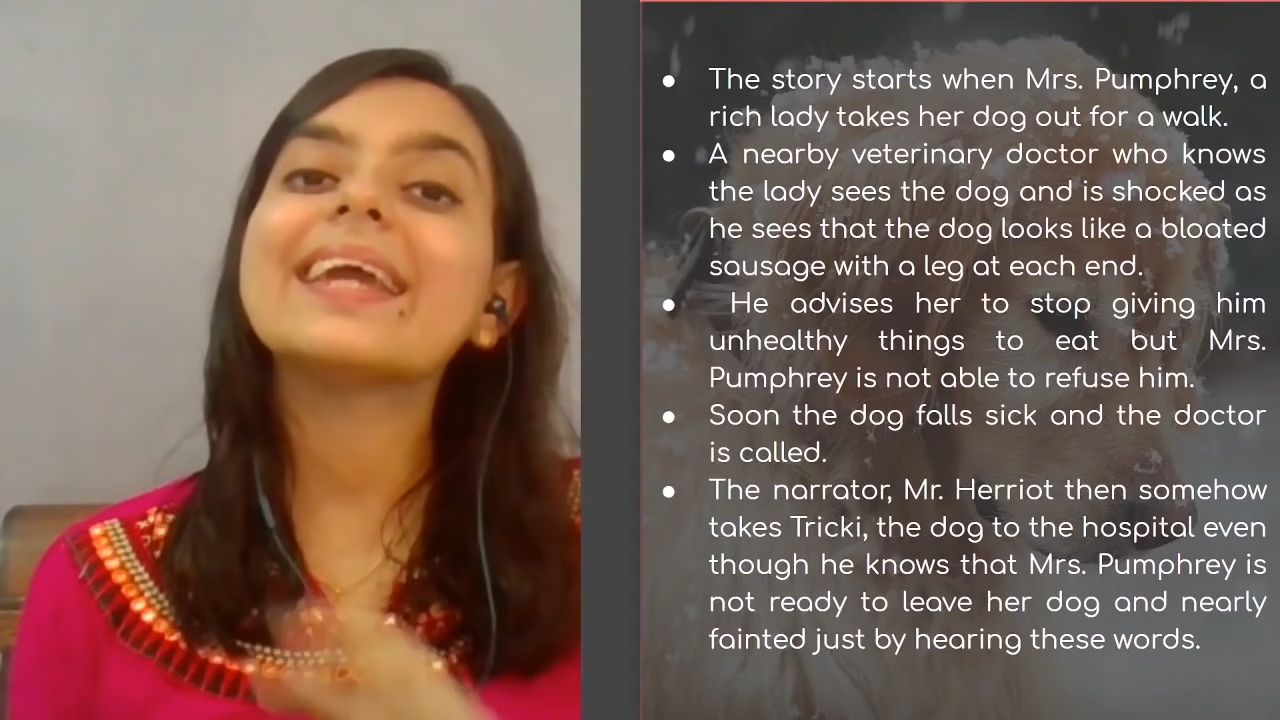 ● The story starts when Mrs. Pumphrey, a
rich lady takes her dog out for a walk.
● A nearby veterinary doctor who knows
the lady sees the dog and is shocked as
he sees that the dog looks like a bloated
sausage with a leg at each end.
● He advises her to stop giving him
unhealthy things to eat but Mrs.
Pumphrey is not able to refuse him.
● Soon the dog falls sick and the doctor
is called.
● The narrator, Mr. Herriot then somehow
takes Tricki, the dog to the hospital even
though he knows that Mrs. Pumphrey is
not ready to leave her dog and nearly
fainted just by hearing these words.